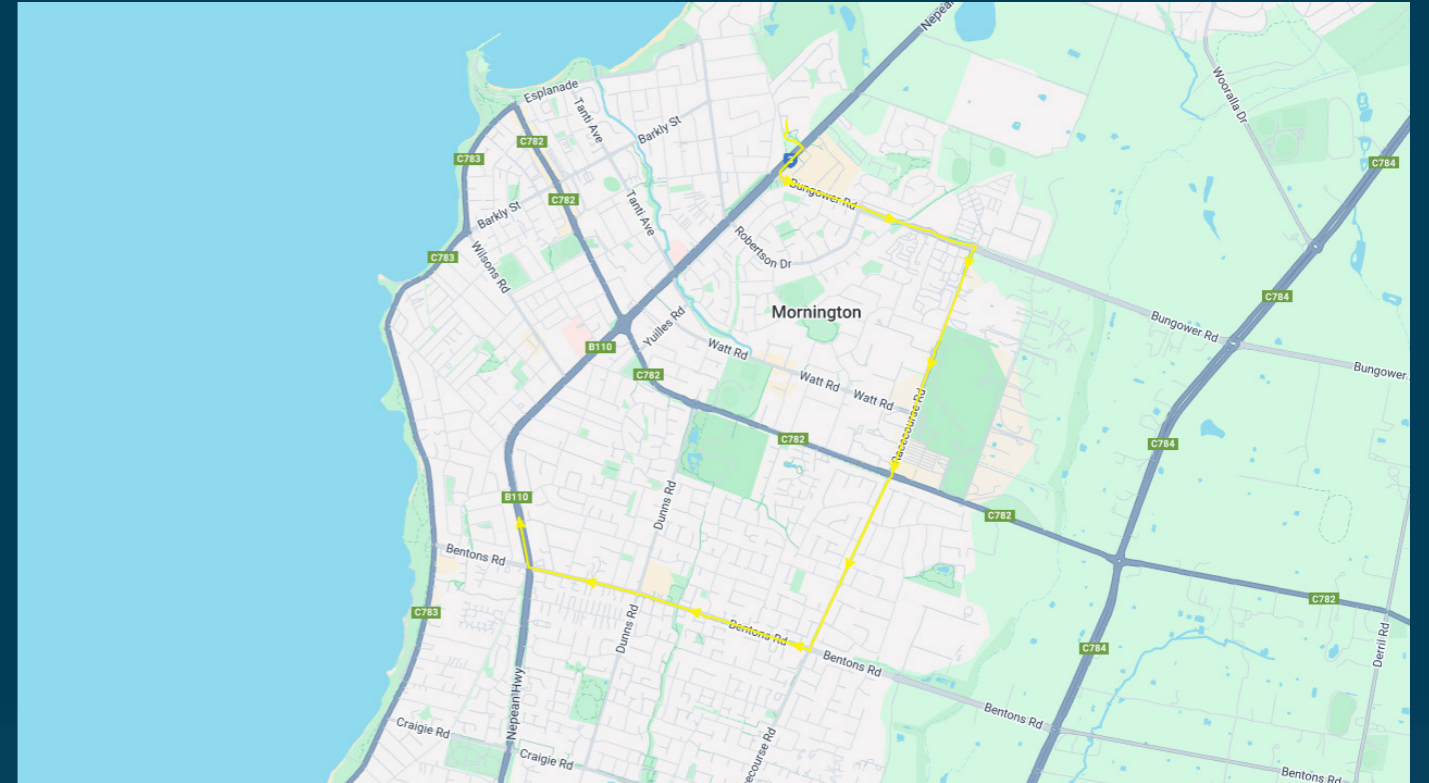 Nepea
Esplanade
Tanti Ave
Wooralla Dr
Barkly St
C782
C783
C784
Bungower Rd
C782
Tanti Ave
Barkly St
Robertson Dr
Wilsons Rd
C783
C784
Mornington
Bungower Rd
Yuilles Rd
B110
Watt Rd
Bungower
C782
Watt Rd
Watt Rd
Racecourse Rd
C782
C784
B110
Dunns Rd
C782
Bentons Rd
C782
C783
Dunns Rd
Bentons Rd
Derril Rd
C784
Bentons Rd
Nepean Hwy
Bentons Rd
Craigie Rd
Craigie Rd
ecourse Rd
Bentons Rd